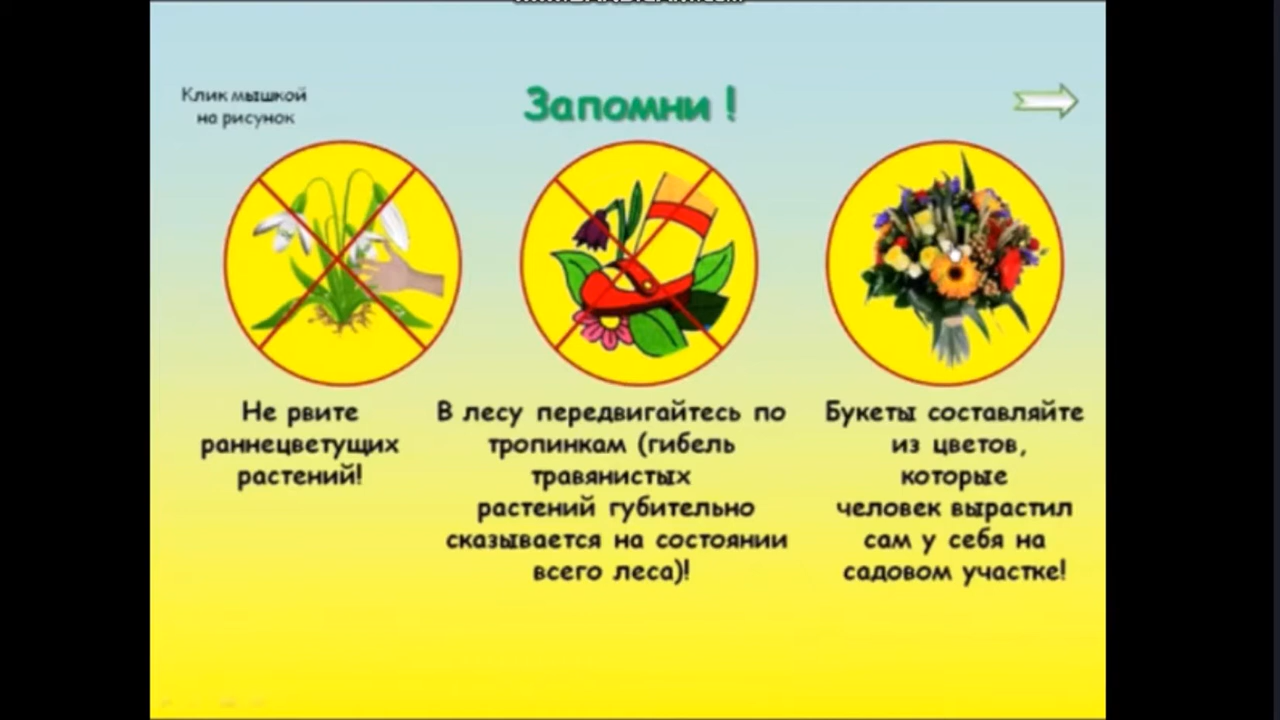 Клик мышкой
на рисунок
Запомни !
Не рвите
раннецветущих
растений!
В лесу передвигайтесь по
тропинкам (гибель
травянистых
растений губительно
сказывается на состоянии
всего леса)!
Букеты составляйте
из цветов,
которые
человек вырастил
сам у себя на
садовом участке!